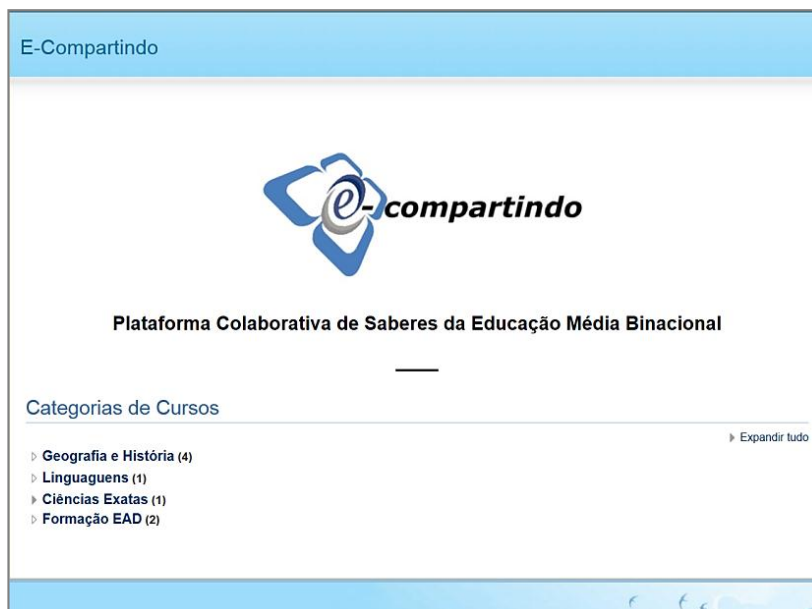 E-Compartindo
e-compartindo
Plataforma Colaborativa de Saberes da Educação Média Binacional
Categorias de Cursos
Expandir tudo
Geografia e História (4)
Linguaguens (1)
Ciências Exatas (1)
Formação EAD (2)